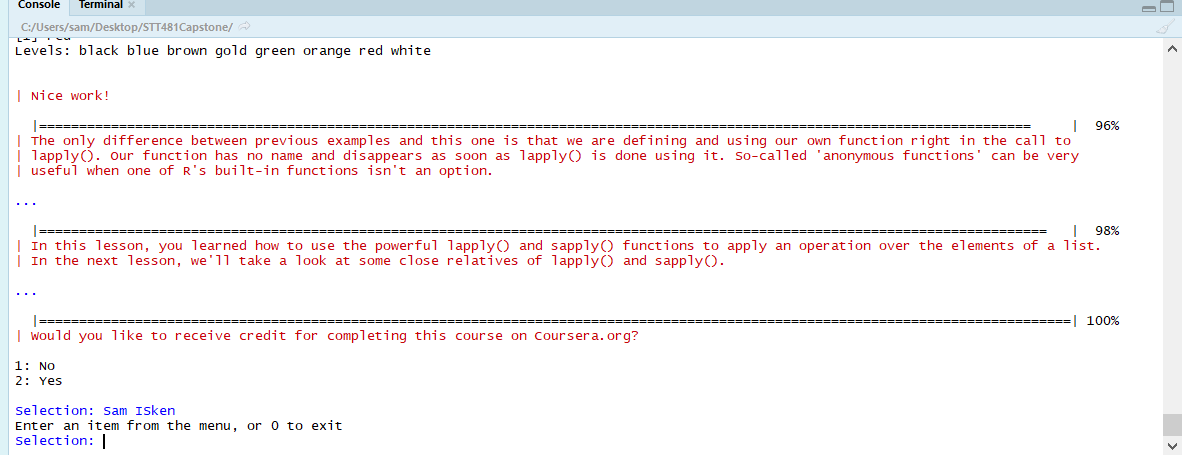 Console Terminal ×
C:/Users/sam/Desktop/STT481Capstone/
Levels: black blue brown gold green orange red white
| Nice work!
|==============================================================================================================================| 96%
| The only difference between previous examples and this one is that we are defining and using our own function right in the call to
| lapply(). Our function has no name and disappears as soon as lapply() is done using it. So-called 'anonymous functions' can be very
| useful when one of R's built-in functions isn't an option.
...
|================================================================================================================================| 98%
| In this lesson, you learned how to use the powerful lapply() and sapply() functions to apply an operation over the elements of a list.
| In the next lesson, we'll take a look at some close relatives of lapply() and sapply().
...
|===================================================================================================================================| 100%
| Would you like to receive credit for completing this course on Coursera.org?
1: No
2: Yes
Selection: Sam ISken
Enter an item from the menu, or 0 to exit
Selection: